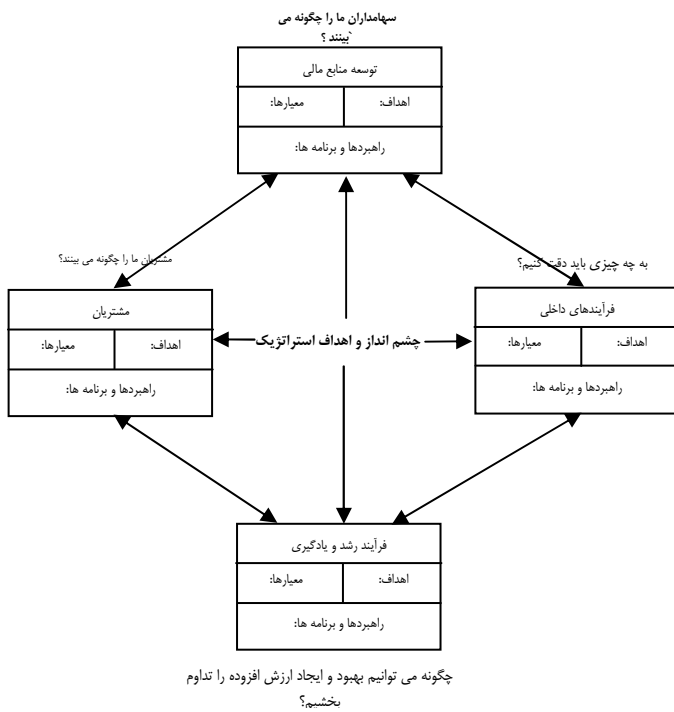 سهامداران ما را چگونه می
بینند ؟`
توسعه منابع مالی
اهداف:
معیارها:
راهبردها و برنامه ها:
به چه چیزی باید دقت کنیم؟
مشتریان ما را چگونه می بینند؟
فرآیندهای داخلی
اهداف:
معیارها:
راهبردها و برنامه ها:
چشم انداز و اهداف استراتژیک
مشتریان
اهداف:
معیارها:
راهبردها و برنامه ها:
فرآیند رشد و یادگیری
اهداف:
معیارها:
راهبردها و برنامه ها:
چگونه می توانیم بهبود و ایجاد ارزش افزوده را تداوم
بخشیم؟